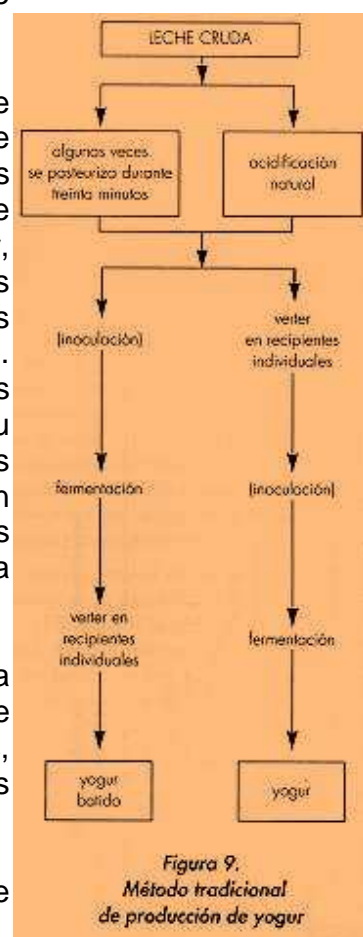 LECHE CRUDA
algunas veces
se pasteuriza durante
treinta minutos
acidificación
natural
(inoculación)
fermentación
verter en
recipientes
individuales
yogur
batido
verter
en recipientes
individuales
(inoculación)
fermentación
yogur
Figura 9.
Método tradicional
de producción de yogur